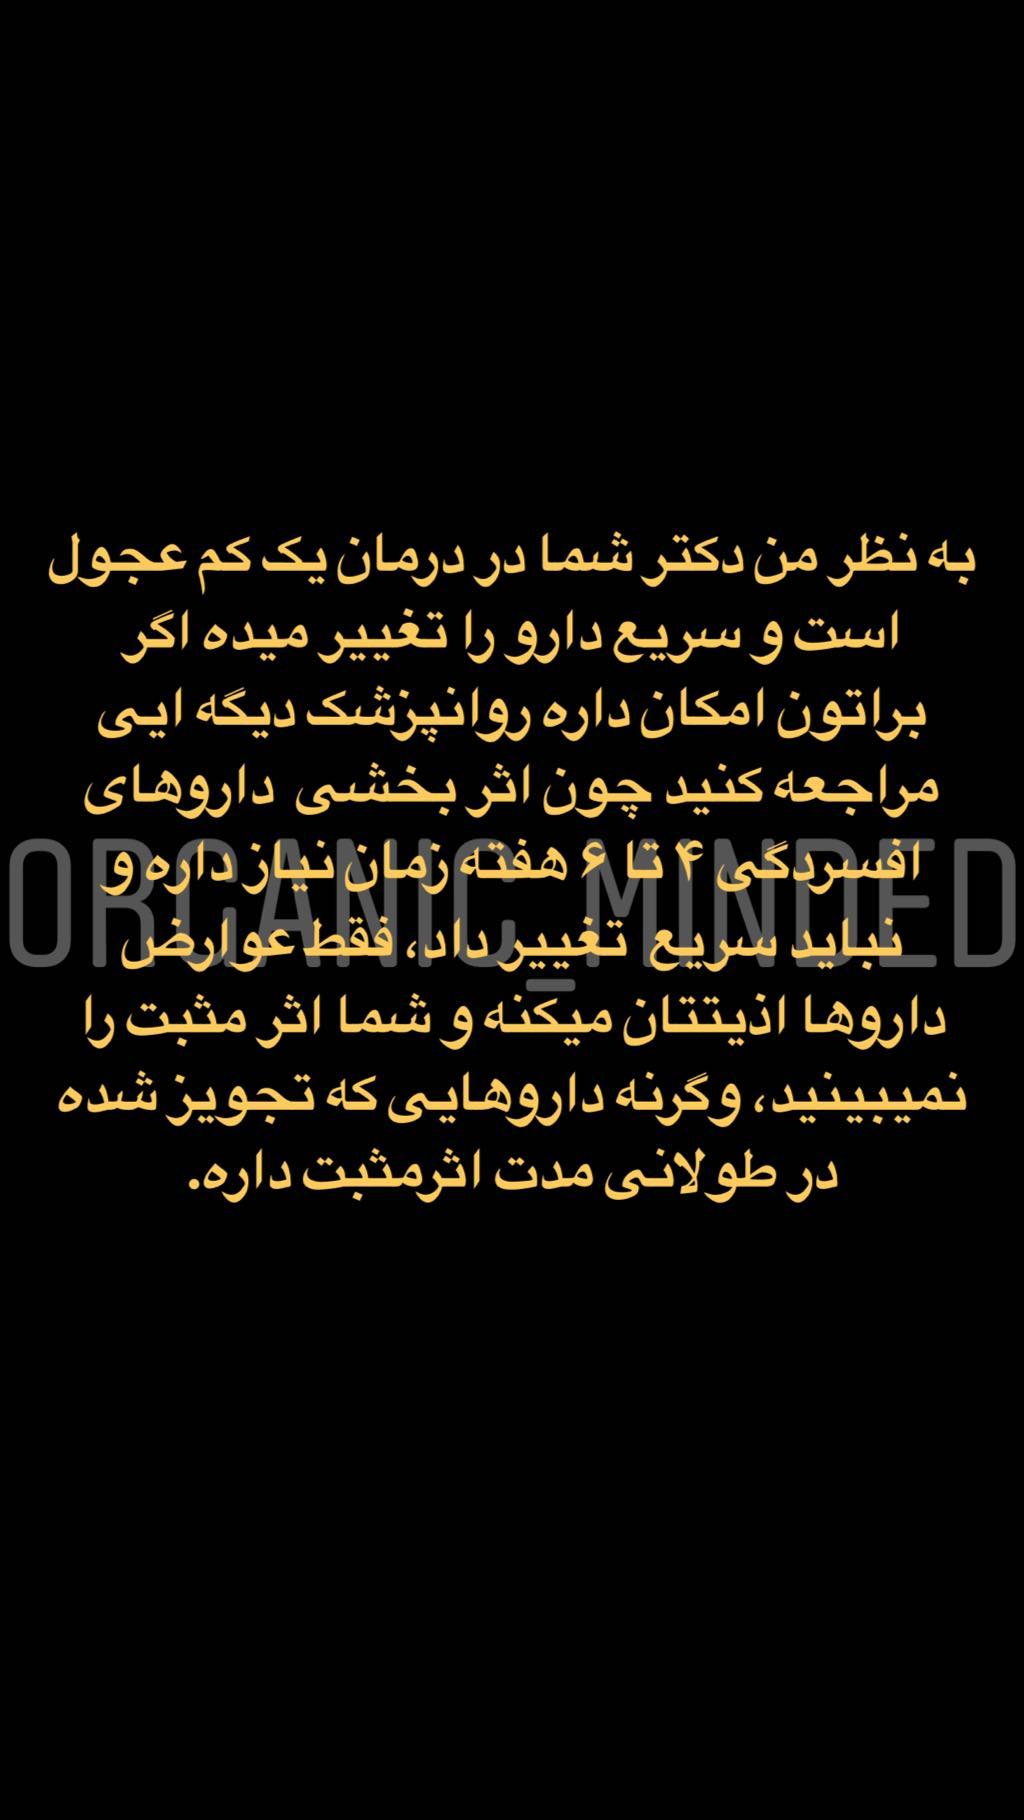 به نظر من دکتر شما در درمان یک کم عجول
است و سریع دارو را تغییر میده اگر
براتون امکان داره روانپزشک دیگه ایی
مراجعه کنید چون اثر بخشی داروهای
افسردگی ۴ تا ۶ هفته زمان نیاز داره و
ORGANIC_MINDED
نباید سریع تغییر داد، فقط عوارض
داروها اذیتتان میکنه و شما اثر مثبت را
نمیبینید، وگرنه داروهایی که تجویز شده
در طولانی مدت اثرمثبت داره.